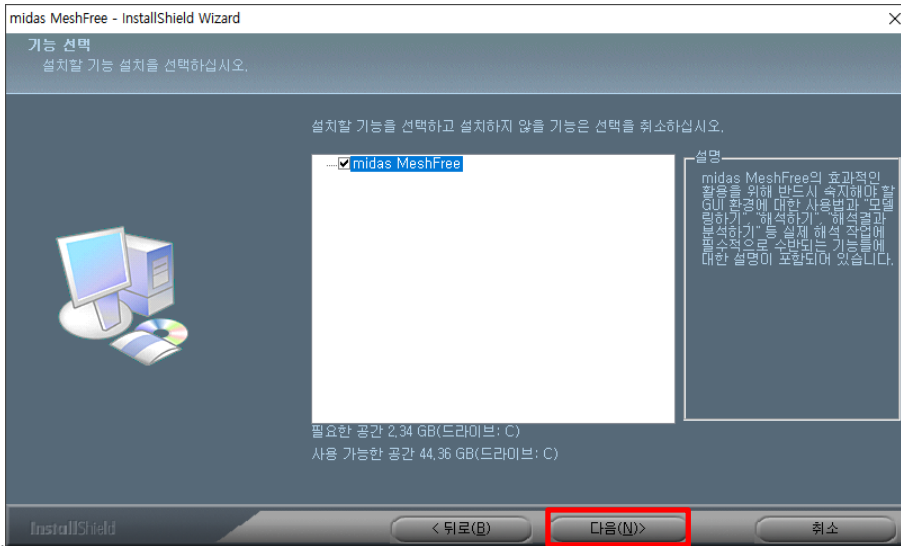 midas MeshFree - InstallShield Wizard
기능 선택
설치할 기능 설치를 선택하십시오.
설치할 기능을 선택하고 설치하지 않을 기능은 선택을 취소하십시오.
midas MeshFree
설명
midas MeshFree의 효과적인
활용을 위해 반드시 숙지해야 할
GUI 환경에 대한 사용법과 "모델
링하기", "해석하기", "해석결과
분석하기" 등 실제 해석 작업에
필수적으로 수반되는 기능들에
대한 설명이 포함되어 있습니다.
필요한 공간 2,34 GB(드라이브: C)
사용 가능한 공간 44,36 GB(드라이브: C)
InstallShield
< 뒤로(B)
다음(N)>
취소